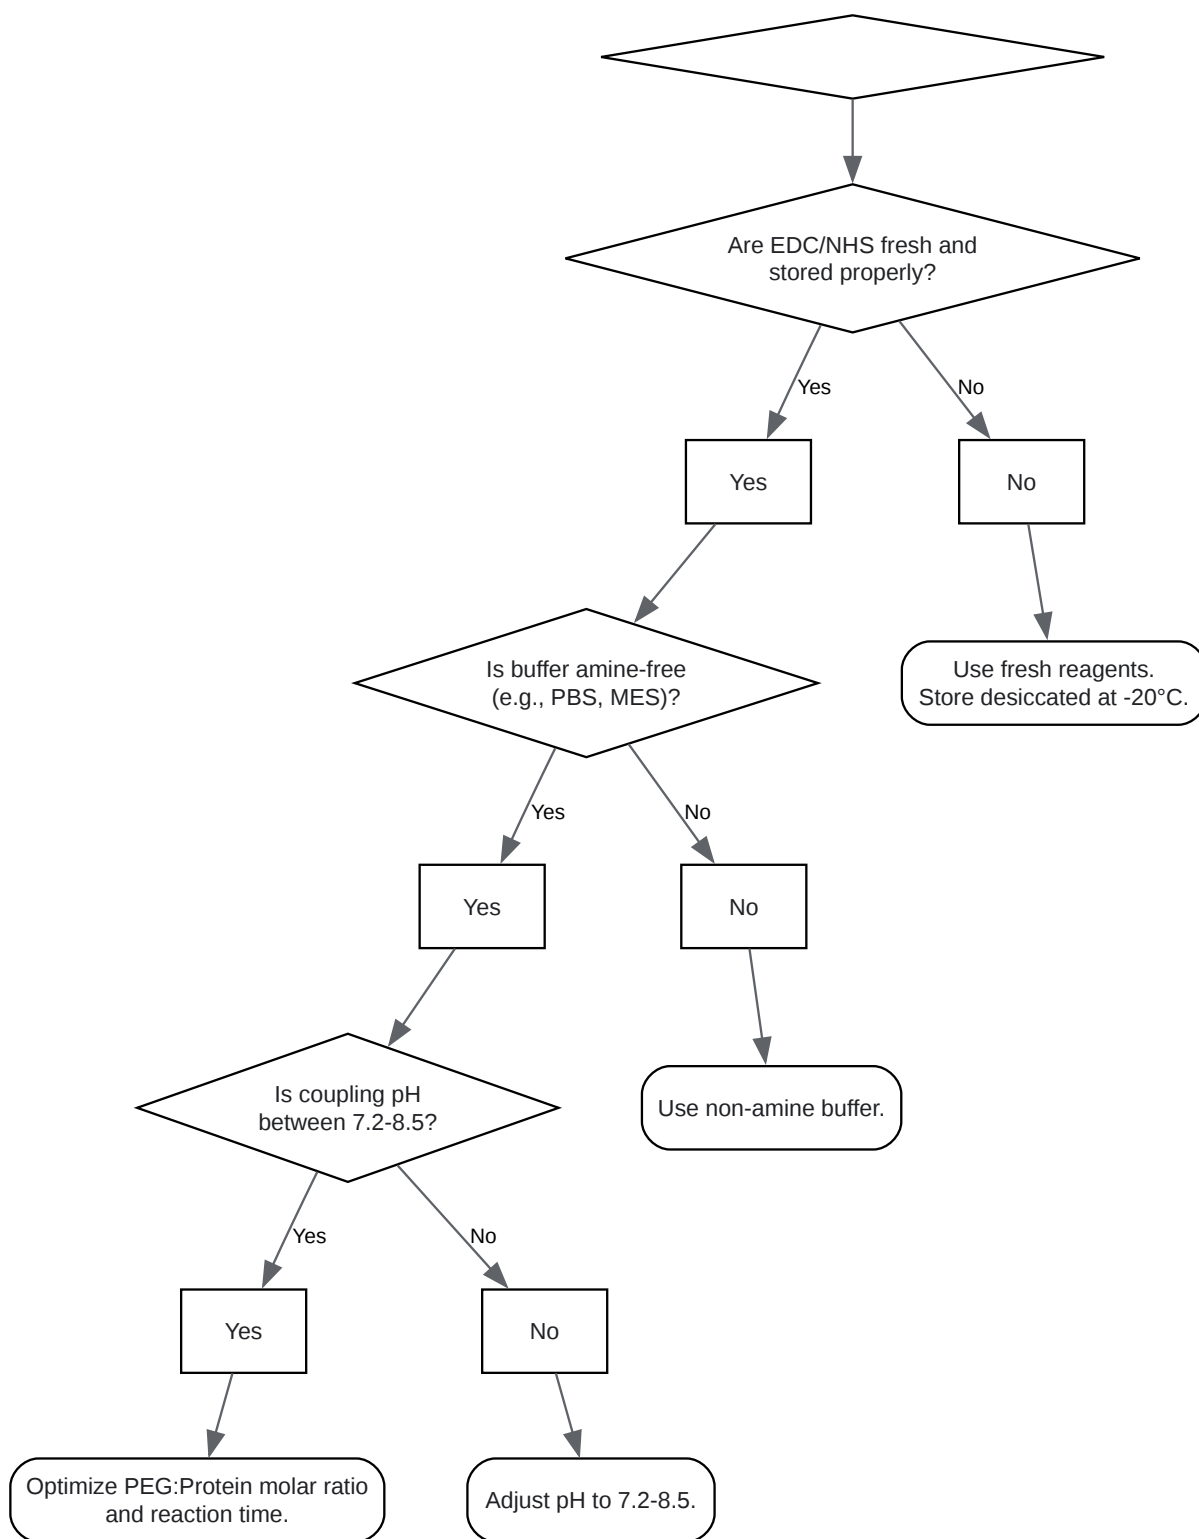 Are EDC/NHS fresh and
stored properly?
Yes
No
Yes
No
Is buffer amine-free
(e.g., PBS, MES)?
Use fresh reagents.
Store desiccated at -20°C.
Yes
No
Yes
No
Is coupling pH
between 7.2-8.5?
Use non-amine buffer.
Yes
No
Yes
No
Optimize PEG:Protein molar ratio
and reaction time.
Adjust pH to 7.2-8.5.